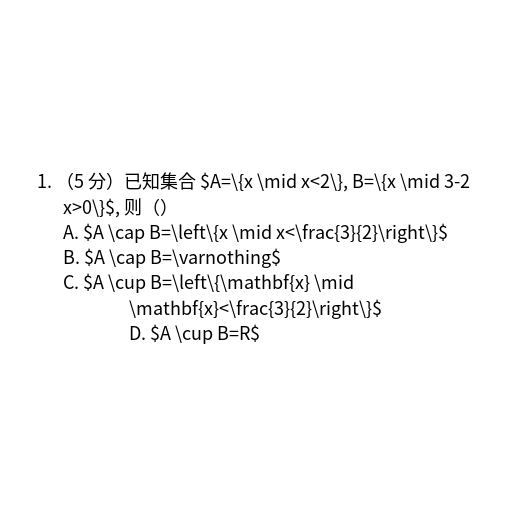 1. （5 分）已知集合 $A=\{x \mid x<2\}, B=\{x \mid 3-2
x>0\}$, 则（）
A. $A \cap B=\left\{x \mid x<\frac{3}{2}\right\}$
B. $A \cap B=\varnothing$
C. $A \cup B=\left\{\mathbf{x} \mid
\mathbf{x}<\frac{3}{2}\right\}$
D. $A \cup B=R$